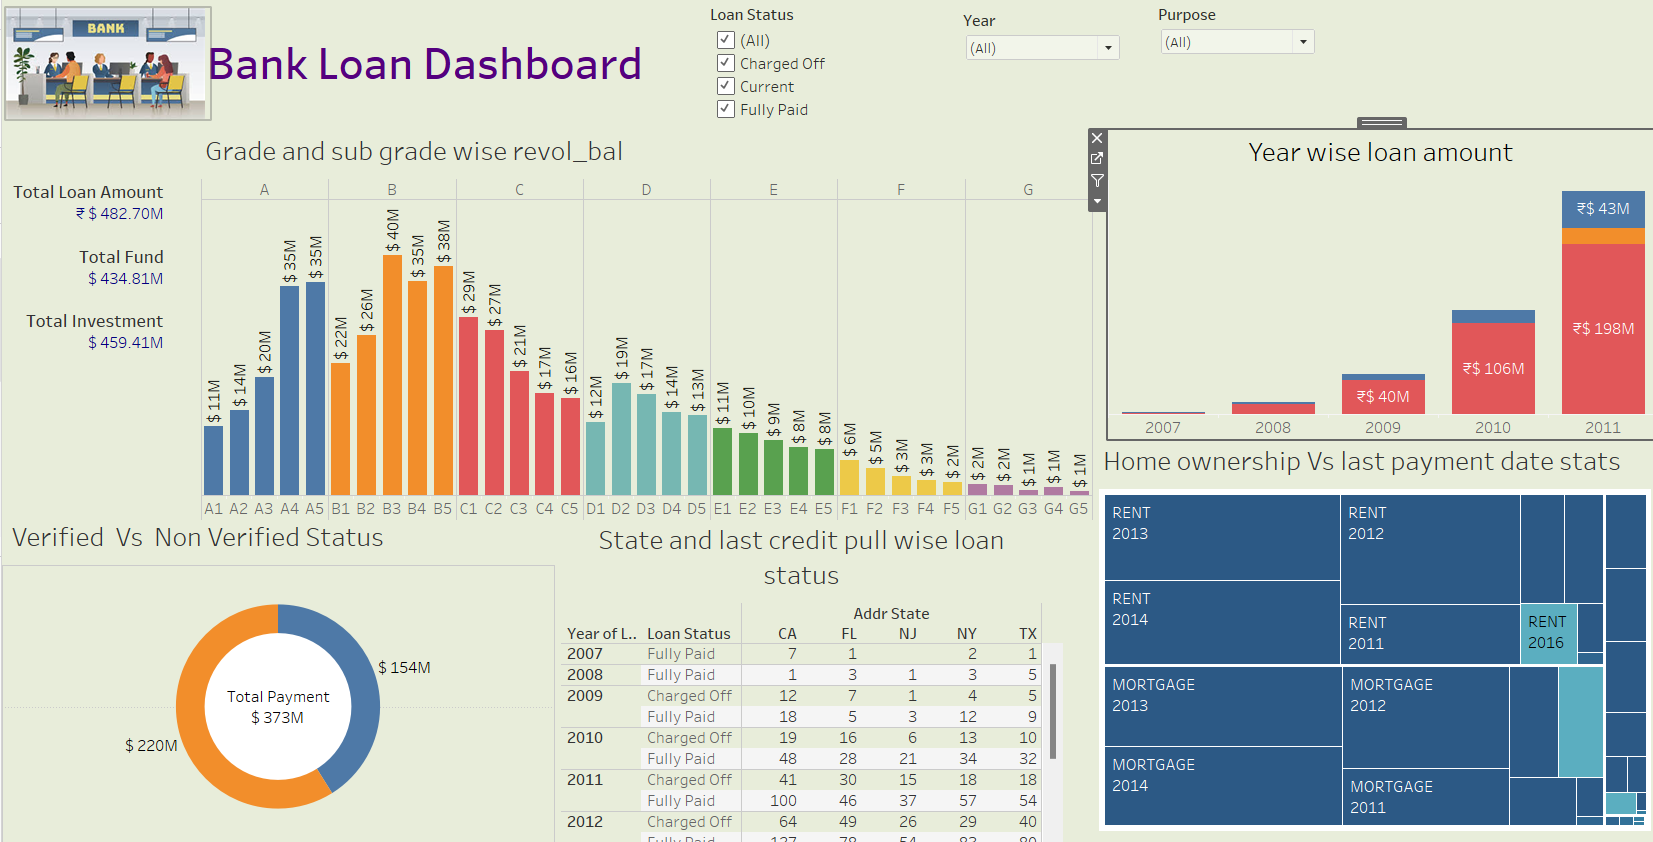 BANK
Bank Loan Dashboard
Loan Status
(All)
Charged Off
Current
Fully Paid
Year
(All)
Purpose
(All)
Total Loan Amount
₹ $ 482.70M
Total Fund
$ 434.81M
Total Investment
$ 459.41M
Grade and sub grade wise revol_bal
A B C D E F G
$ 11M $ 14M $ 20M $ 35M $ 35M $ 22M $ 26M $ 40M $ 35M $ 38M $ 29M $ 27M $ 21M $ 17M $ 16M $ 12M $ 19M $ 17M $ 14M $ 13M $ 11M $ 10M $ 9M $ 8M $ 8M $ 6M $ 5M $ 3M $ 3M $ 2M $ 2M $ 2M $ 1M $ 1M $ 1M
A1 A2 A3 A4 A5 B1 B2 B3 B4 B5 C1 C2 C3 C4 C5 D1 D2 D3 D4 D5 E1 E2 E3 E4 E5 F1 F2 F3 F4 F5 G1 G2 G3 G4 G5
Year wise loan amount
₹$ 43M
₹$ 198M
₹$ 106M
₹$ 40M
2007 2008 2009 2010 2011
Verified Vs Non Verified Status
$ 154M
Total Payment
$ 373M
$ 220M
State and last credit pull wise loan
status
Addr State
Year of L.. Loan Status CA FL NJ NY TX
2007 Fully Paid 7 1 2 1
2008 Fully Paid 1 3 1 3 5
2009 Charged Off 12 7 1 4 5
Fully Paid 18 5 3 12 9
2010 Charged Off 19 16 6 13 10
Fully Paid 48 28 21 34 32
2011 Charged Off 41 30 15 18 18
Fully Paid 100 46 37 57 54
2012 Charged Off 64 49 26 29 40
Fully Paid 127 78 54 83 80
Home ownership Vs last payment date stats
RENT
2013
RENT
2012
RENT
2014
RENT
2011
RENT
2016
MORTGAGE
2013
MORTGAGE
2012
MORTGAGE
2014
MORTGAGE
2011